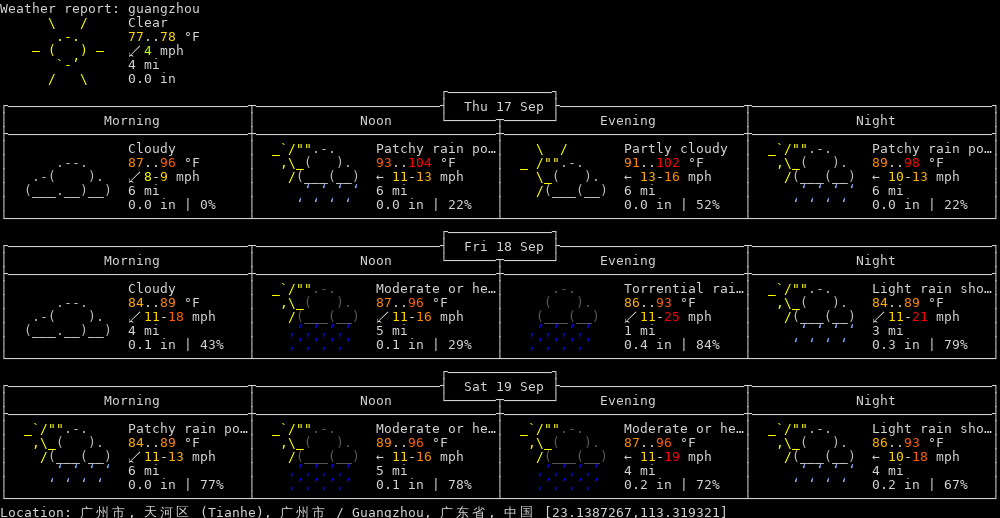 Weather report: guangzhou
Clear
77..78 °F
↙ 4 mph
4 mi
0.0 in
Thu 17 Sep
Morning Noon Evening Night
Cloudy Patchy rain po… Partly cloudy Patchy rain po…
87..96 °F 93..104 °F 91..102 °F 89..98 °F
↙ 8-9 mph ← 11-13 mph ← 13-16 mph ← 10-13 mph
6 mi 6 mi 6 mi 6 mi
0.0 in | 0% 0.0 in | 22% 0.0 in | 52% 0.0 in | 22%
Fri 18 Sep
Morning Noon Evening Night
Cloudy Moderate or he… Torrential rai… Light rain sho…
84..89 °F 87..96 °F 86..93 °F 84..89 °F
↙ 11-18 mph ↙ 11-16 mph ↙ 11-25 mph ↙ 11-21 mph
4 mi 5 mi 1 mi 3 mi
0.1 in | 43% 0.1 in | 29% 0.4 in | 84% 0.3 in | 79%
Sat 19 Sep
Morning Noon Evening Night
Patchy rain po… Moderate or he… Moderate or he… Light rain sho…
84..89 °F 89..96 °F 87..96 °F 86..93 °F
↙ 11-13 mph ← 11-16 mph ← 11-19 mph ← 10-18 mph
6 mi 5 mi 4 mi 4 mi
0.0 in | 77% 0.1 in | 78% 0.2 in | 72% 0.2 in | 67%
Location: 广州市, 天河区 (Tianhe), 广州市 / Guangzhou, 广东省, 中国 [23.1387267,113.319321]